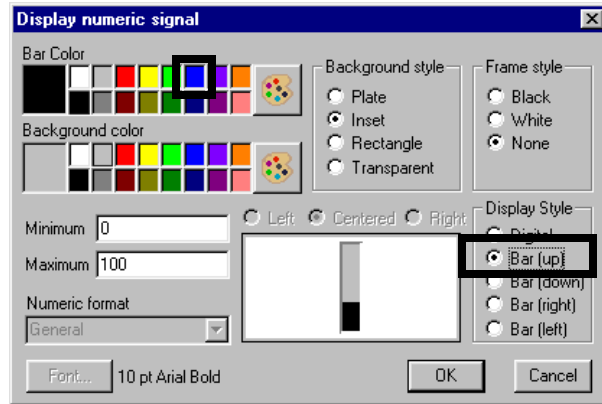 Display numeric signal
Bar Color
Background color
Background style
Plate
Inset
Rectangle
Transparent
Frame style
Black
White
None
Minimum 0
Maximum 100
Numeric format
General
Left Centered Right
Display Style
Digital
Bar (up)
Bar (down)
Bar (right)
Bar (left)
Font... 10 pt Arial Bold
OK Cancel